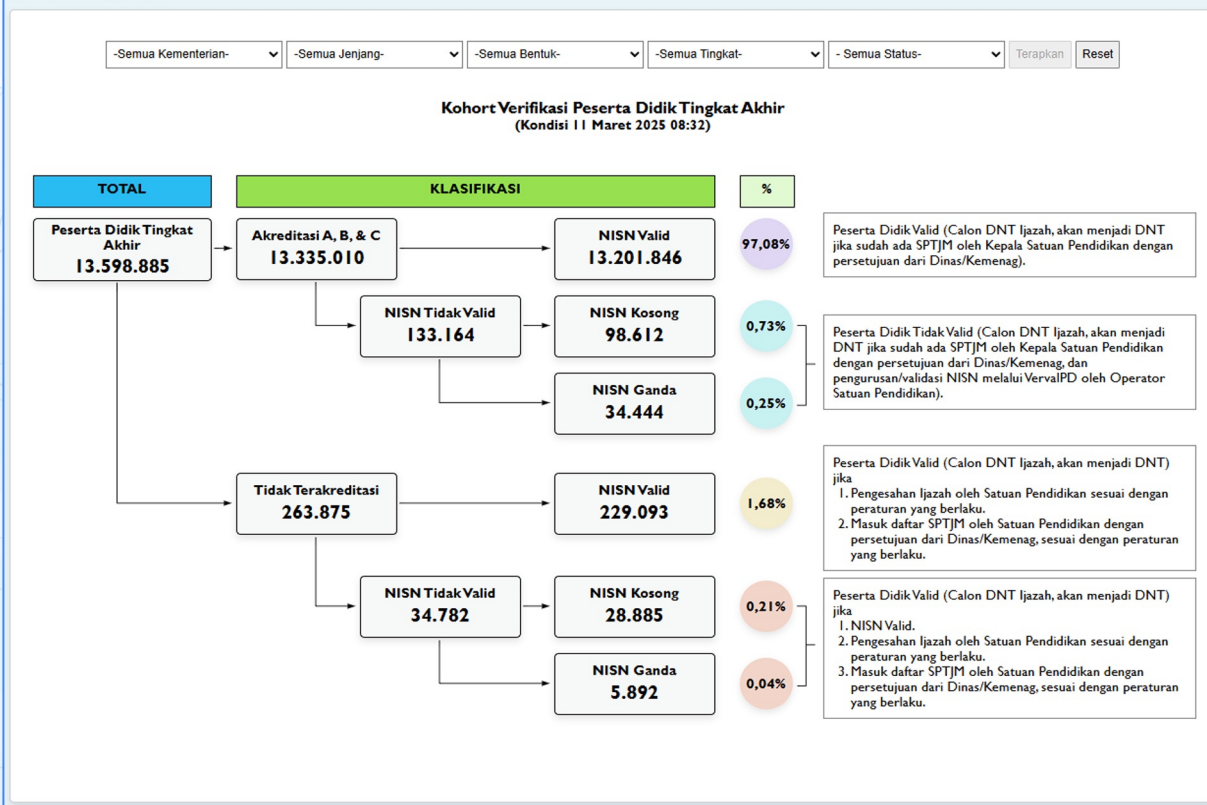 -Semua Kementerian-
-Semua Jenjang-
-Semua Bentuk-
-Semua Tingkat-
- Semua Status-
Terapkan
Reset
Kohort Verifikasi Peserta Didik Tingkat Akhir
(Kondisi 11 Maret 2025 08:32)
TOTAL
KLASIFIKASI
%
Peserta Didik Tingkat
Akhir
13.598.885
Akreditasi A, B, & C
13.335.010
NISN Valid
13.201.846
97,08%
Peserta Didik Valid (Calon DNT Ijazah, akan menjadi DNT
jika sudah ada SPTJM oleh Kepala Satuan Pendidikan dengan
persetujuan dari Dinas/Kemenag).
NISN Tidak Valid
133.164
NISN Kosong
98.612
0,73%
NISN Ganda
34.444
0,25%
Peserta Didik Tidak Valid (Calon DNT Ijazah, akan menjadi
DNT jika sudah ada SPTJM oleh Kepala Satuan Pendidikan
dengan persetujuan dari Dinas/Kemenag, dan
pengurusan/validasi NISN melalui VervalPD oleh Operator
Satuan Pendidikan).
Tidak Terakreditasi
263.875
NISN Valid
229.093
1,68%
Peserta Didik Valid (Calon DNT Ijazah, akan menjadi DNT)
jika
1. Pengesahan Ijazah oleh Satuan Pendidikan sesuai dengan
peraturan yang berlaku.
2. Masuk daftar SPTJM oleh Satuan Pendidikan dengan
persetujuan dari Dinas/Kemenag, sesuai dengan peraturan
yang berlaku.
NISN Tidak Valid
34.782
NISN Kosong
28.885
0,21%
NISN Ganda
5.892
0,04%
Peserta Didik Valid (Calon DNT Ijazah, akan menjadi DNT)
jika
1. NISN Valid.
2. Pengesahan Ijazah oleh Satuan Pendidikan sesuai dengan
peraturan yang berlaku.
3. Masuk daftar SPTJM oleh Satuan Pendidikan dengan
persetujuan dari Dinas/Kemenag, sesuai dengan peraturan
yang berlaku.